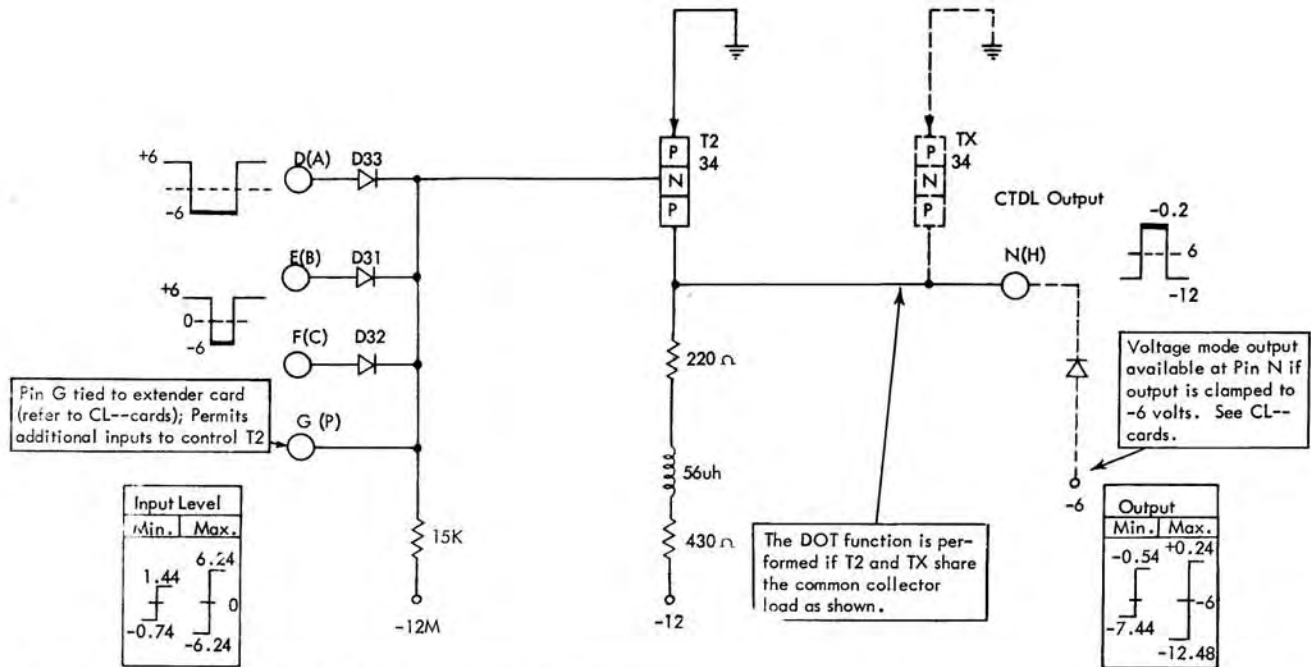 +6
-6
D(A)
D33
T2
34
P
N
P
TX
34
P
N
P
CTDL Output
-0.2
6
-12
N(H)
E(B)
D31
+6
0
-6
F(C)
D32
Pin G tied to extender card
(refer to CL--cards); Permits
additional inputs to control T2
G (P)
220 Ω
56uh
430 Ω
-12
15K
-12M
Voltage mode output
available at Pin N if
output is clamped to
-6 volts. See CL--
cards.
-6
The DOT function is per-
formed if T2 and TX share
the common collector
load as shown.
Input Level
Min. Max.
1.44 6.24
0
-0.74 -6.24
Output
Min. Max.
-0.54 +0.24
-6
-7.44 -12.48